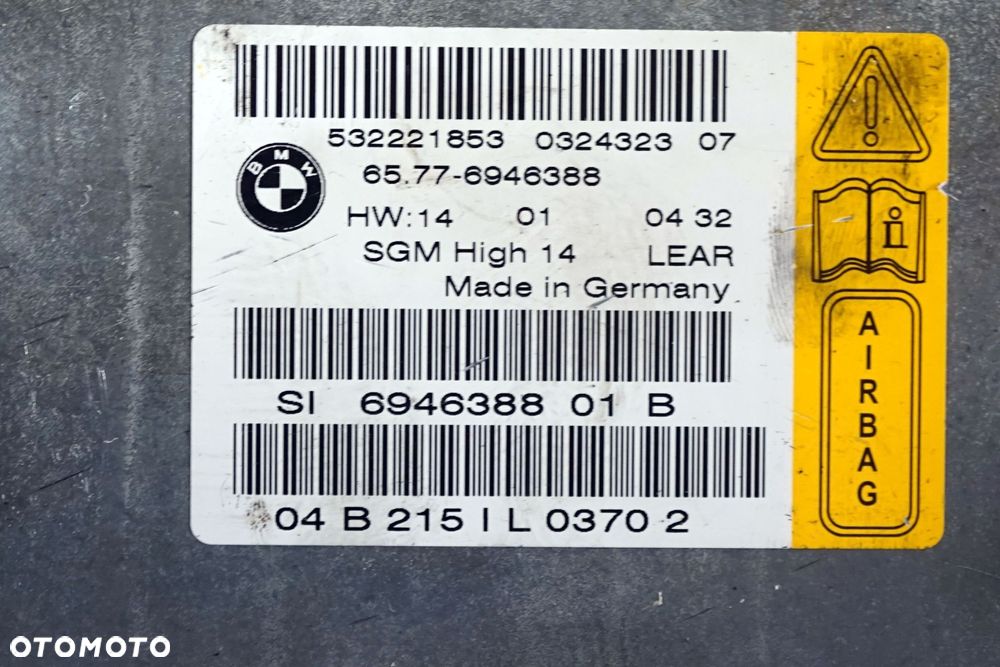 532221853 0324323 07
BMW
65.77-6946388
HW:14 01 04 32
SGM High 14 LEAR
Made in Germany
SI 6946388 01 B
04 B 215 I L 0370 2
i
AIRBAG
OTOMOTO